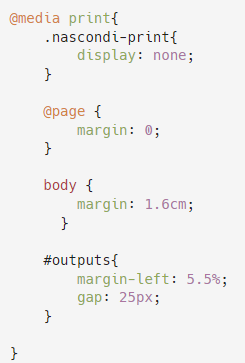 @media print{
    .nascondi-print{
        display: none;
    }

    @page {
        margin: 0;
    }

    body {
        margin: 1.6cm;
      }

    #outputs{
        margin-left: 5.5%;
        gap: 25px;
    }

}